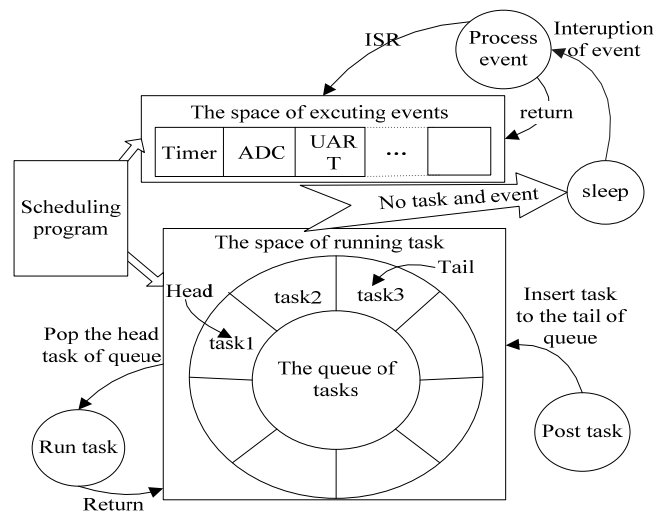 ISR
Process
event
Interuption
of event
The space of excuting events
return
Timer
ADC
UAR
T
...
Scheduling
program
No task and event
sleep
The space of running task
Head
Tail
task1
task2
task3
The queue of
tasks
Pop the head
task of queue
Run task
Return
Insert task
to the tail of
queue
Post task